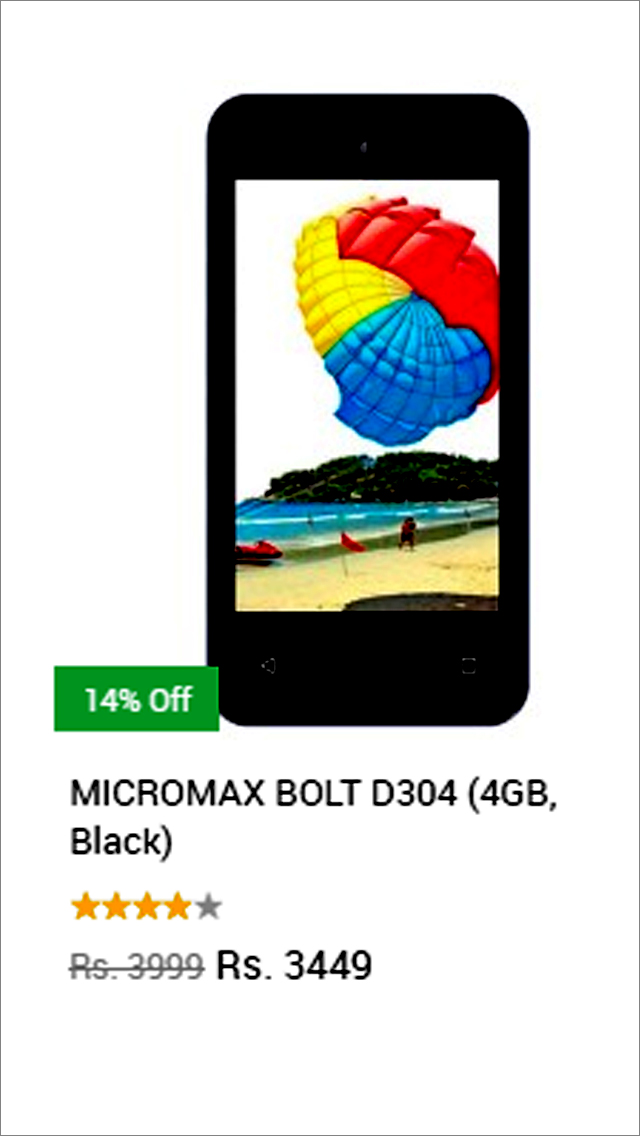 14% Off
MICROMAX BOLT D304 (4GB,
Black)
Rs. 3999 Rs. 3449